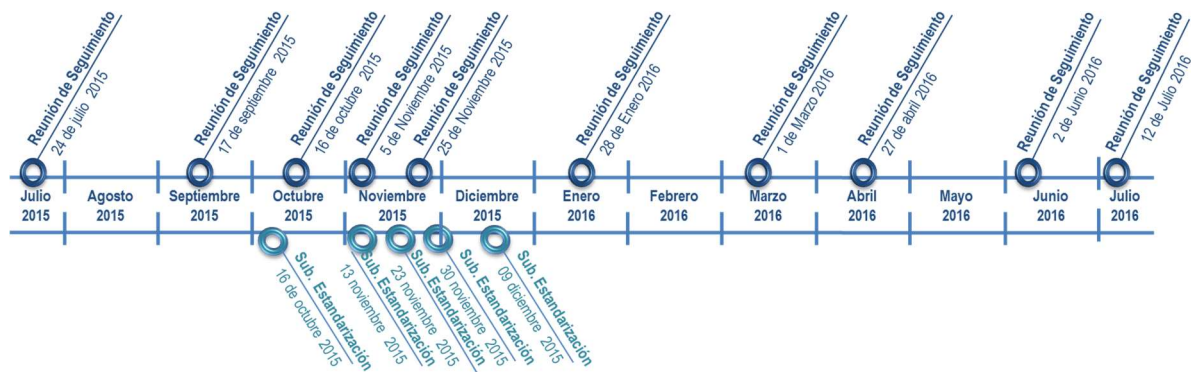 Reunión de Seguimiento
24 de julio 2015
Reunión de Seguimiento
17 de septiembre 2015
Reunión de Seguimiento
16 de octubre 2015
Reunión de Seguimiento
5 de Noviembre 2015
Reunión de Seguimiento
25 de Noviembre 2015
Reunión de Seguimiento
28 de Enero 2016
Reunión de Seguimiento
1 de Marzo 2016
Reunión de Seguimiento
27 de abril 2016
Reunión de Seguimiento
2 de Junio 2016
Reunión de Seguimiento
12 de Julio 2016
Julio
2015
Agosto
2015
Septiembre
2015
Octubre
2015
Noviembre
2015
Diciembre
2015
Enero
2016
Febrero
2016
Marzo
2016
Abril
2016
Mayo
2016
Junio
2016
Julio
2016
Sub. Estandarización
16 de octubre 2015
Sub. Estandarización
13 noviembre 2015
Sub. Estandarización
23 noviembre 2015
Sub. Estandarización
30 noviembre 2015
Sub. Estandarización
09 diciembre 2015